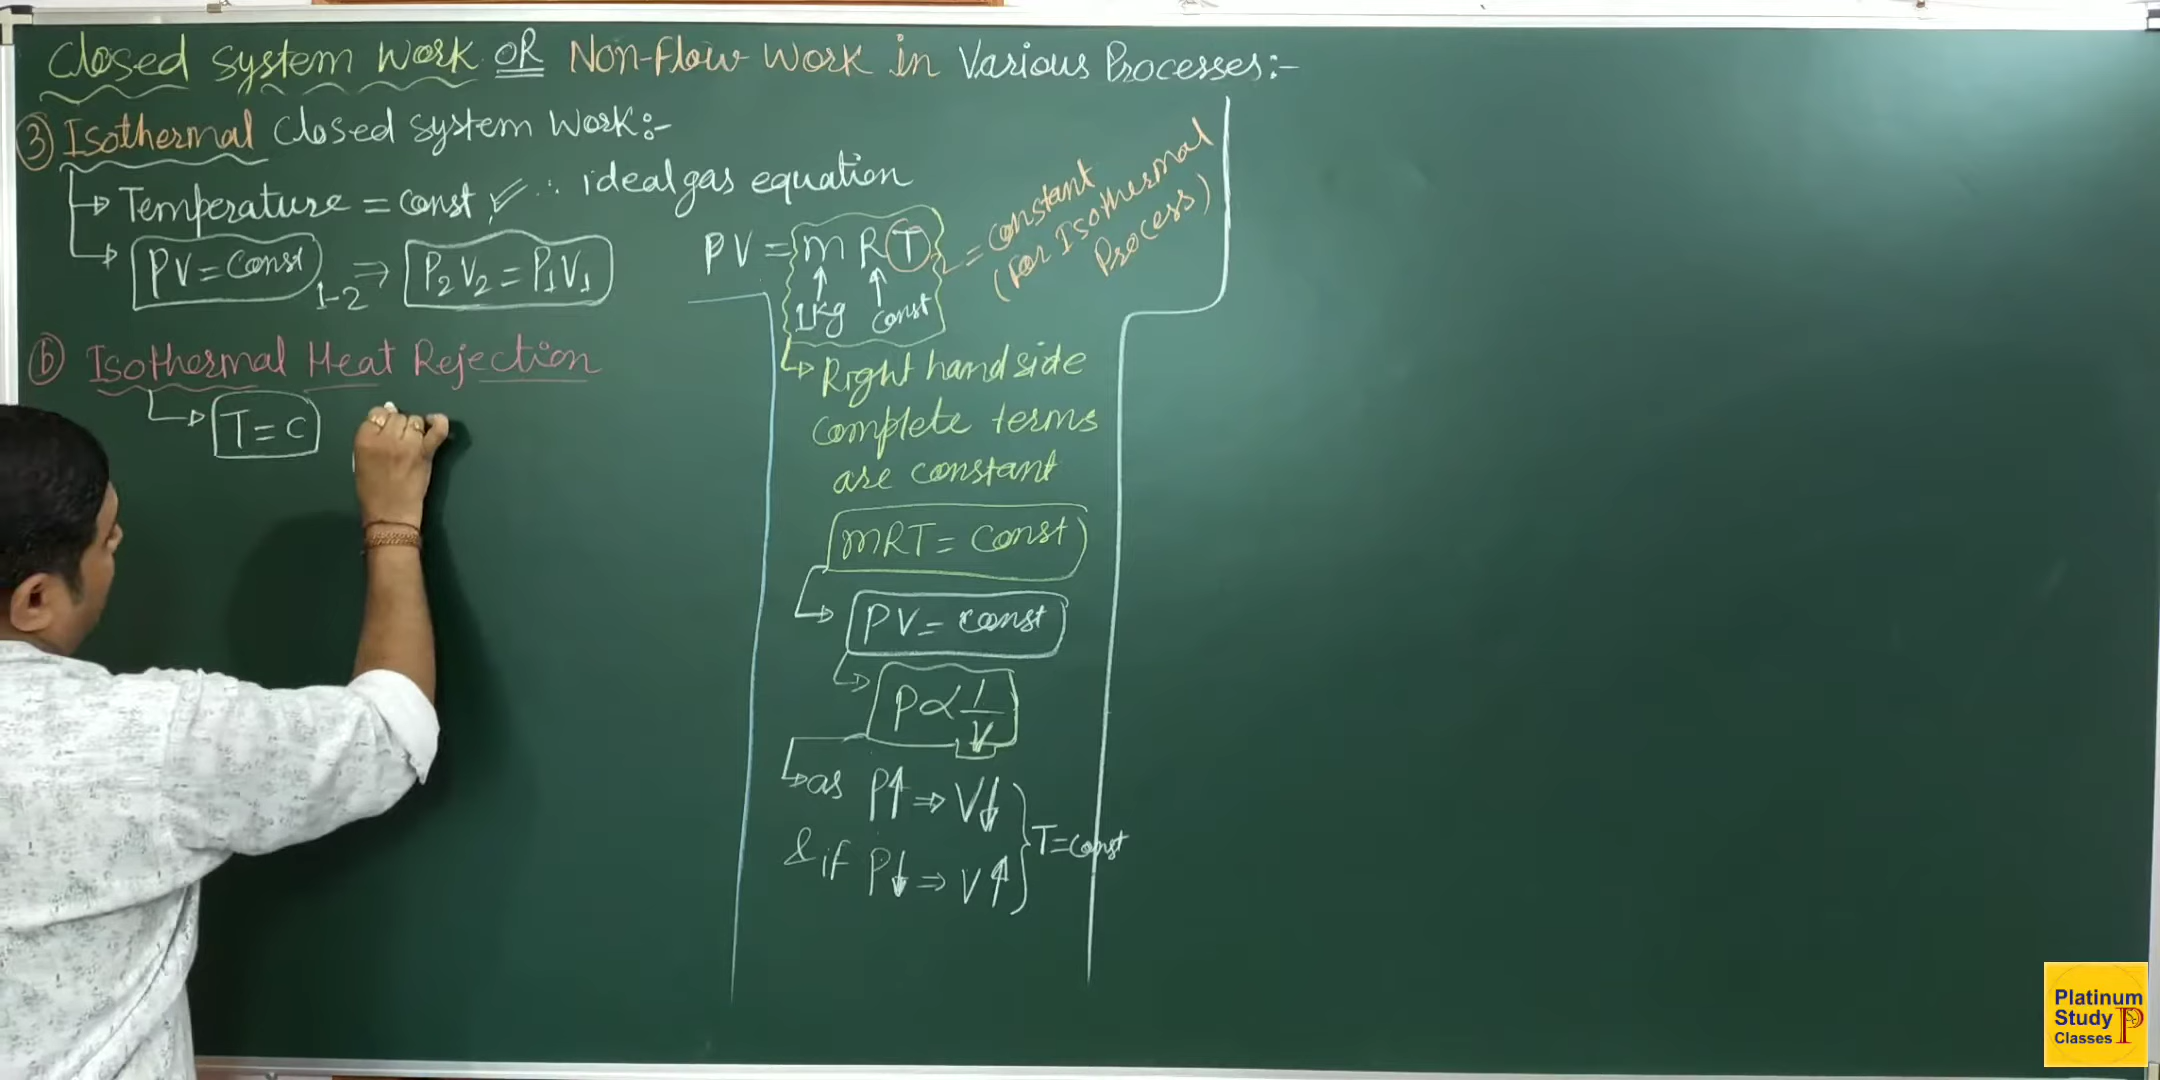 Closed System Work OR Non-Flow Work in Various Processes:-
③ Isothermal Closed System Work:-
→ Temperature = Const ✓
→ PV = Const 1-2 ⇒ P₂V₂ = P₁V₁
ⓑ Isothermal Heat Rejection
→ T = C
∴ ideal gas equation
PV = m R T = constant
(For Isothermal
Process)
↑ ↑
1Kg Const
→ Right hand side
complete terms
are constant
mRT = Const
→ PV = const
→ P ∝ 1/V
→ as P↑ ⇒ V↓
& if P↓ ⇒ V↑
} T = const
Platinum
Study
Classes